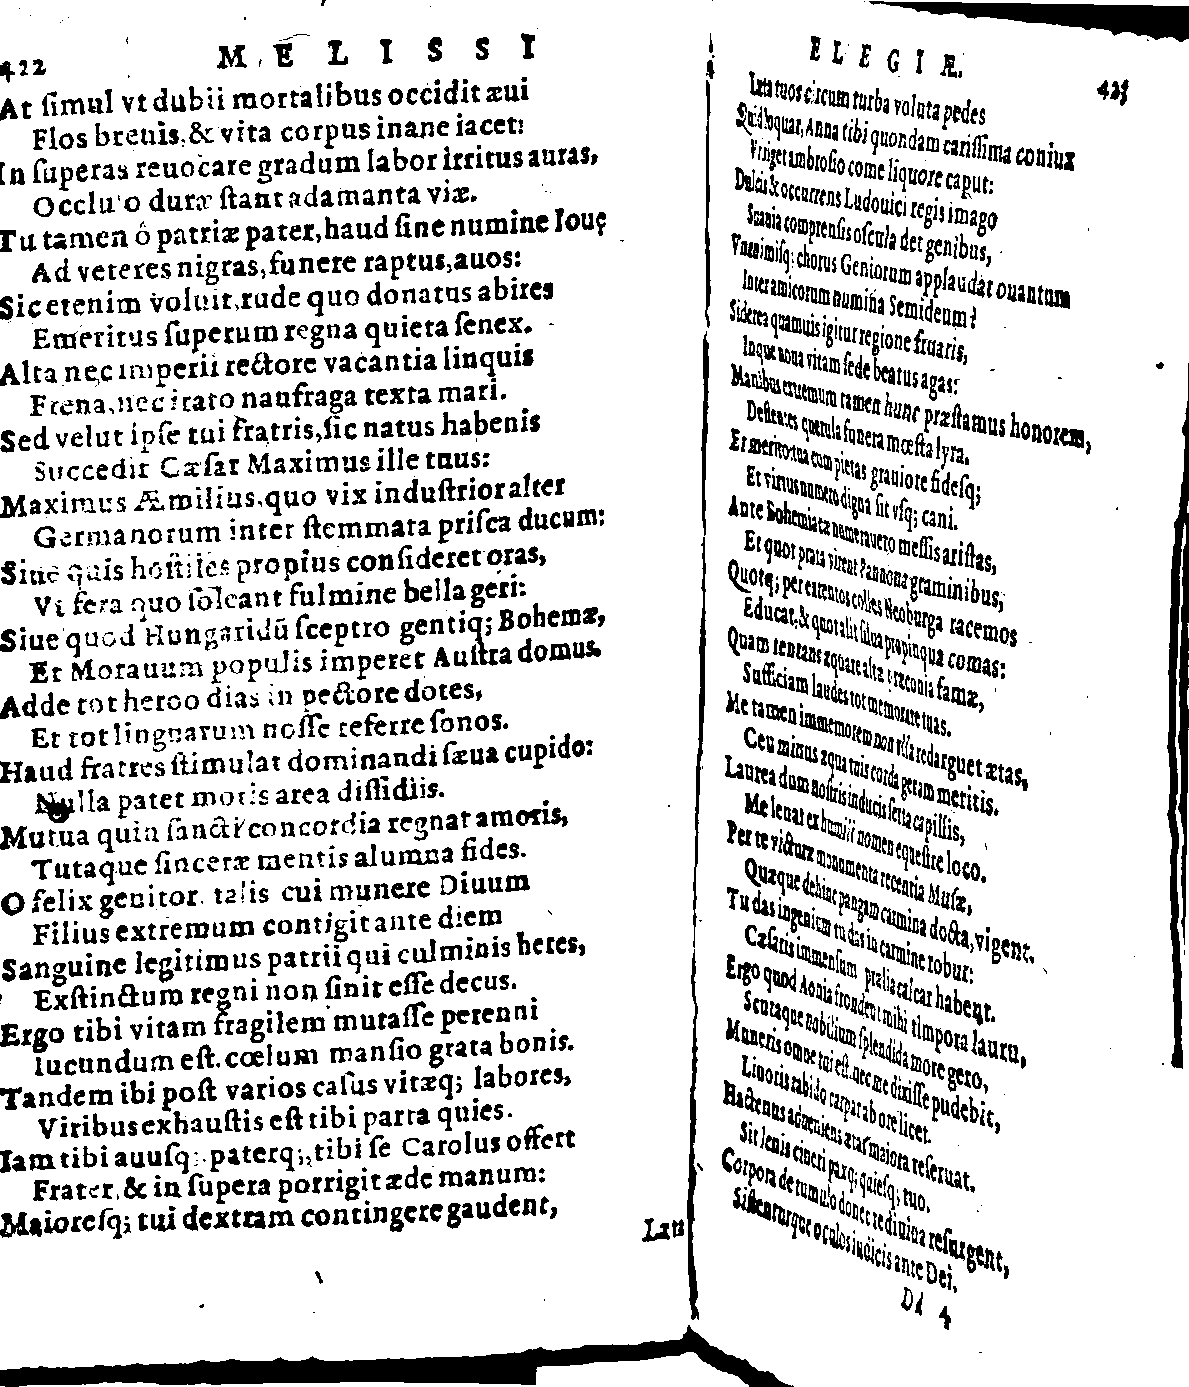 422
MELISSI
At ſimul vt dubii mortalibus occidit æui
Flos breuis, & vita corpus inane iacet:
In ſuperas reuocare gradum labor irritus auras,
Occluſo duræ ſtant adamanta viæ.
Tu tamen ô patriæ pater, haud ſine numine Iouę
Ad veteres nigras, funere raptus, auos:
Sic etenim voluit, rude quo donatus abires
Emeritus ſuperum regna quieta ſenex.
Alta nec imperii rectore vacantia linquis
Frena, nec irato naufraga texta mari.
Sed velut ipſe tui fratris, ſic natus habenis
Succedit Cæſar Maximus ille tuus:
Maximus Æmilius, quo vix induſtrior alter
Germanorum inter ſtemmata priſca ducum:
Siue quis hoſtiles propius conſideret oras,
Vt fera quo ſoleant fulmine bella geri:
Siue quod Hungaridū ſceptro gentiq; Bohemæ,
Et Morauum populis imperet Auſtra domus.
Adde tot heroo dias in pectore dotes,
Et tot linguarum noſſe referre ſonos.
Haud fratres ſtimulat dominandi ſæua cupido:
Nulla patet motis area diſſidiis.
Mutua quin ſancti concordia regnat amoris,
Tutaque ſinceræ mentis alumna fides.
O felix genitor, talis cui munere Diuum
Filius extremum contigit ante diem
Sanguine legitimus patrii qui culminis heres,
Exſtinctum regni non ſinit eſſe decus.
Ergo tibi vitam fragilem mutaſſe perenni
Iucundum eſt. cœlum manſio grata bonis.
Tandem ibi poſt varios caſus vitæq; labores,
Viribus exhauſtis eſt tibi parta quies.
Iam tibi auusq; paterq;, tibi ſe Carolus offert
Frater, & in ſupera porrigit æde manum:
Maioreſq; tui dextram contingere gaudent,
Læta
ELEGIÆ.
423
Læta tuos circum turba voluta pedes
Quid loquar, Anna tibi quondam cariſſima coniux
Vt riget ambroſio come liquore caput:
Dulcis & occurrens Ludouici regis imago
comprenſis oſcula det genibus,
Vnanimiſq; chorus Geniorum applaudat ouantum
Inter amicorum numina Semideum?
Siderea quamuis igitur regione fruaris,
Inque noua vitam ſede beatus agas:
Manibus extremum tamen hunc præſtamus honorem,
querula funera mœſta lyra.
Et merito: tua cum pietas grauiore fideſq;
Et virtus numero digna ſit vſq; cani.
Ante Bohemiaca numerauero meſſis ariſtas,
Et quot prata virent Pannona graminibus;
Quotq; per colles Neoburga racemos
Educat, & quot alit ſilua propinqua comas:
Quam tentans æquare alta præconia famæ,
Sufficiam laudes tot memorare tuas.
Me tamen immemorem non vlla redarguet ætas,
Ceu minus æqua tuis corda geram meritis.
Laurea dum noſtris inducis ſerta capillis,
Me leuat ex humili nomen equeſtre loco.
Per te victuræ monumenta recentia Muſæ,
Quæque dehinc pangam carmina docta, vigent.
Tu das ingenium tu das in carmine robur:
Cæſaris immenſum prælia calcar habent.
Ergo quod Aonia frondent mihi timpora lauru,
Scutaque nobilium ſplendida more gero,
Muneris omne tui eſt. nec me dixiſſe pudebit,
Liuoris rabido carpar ab ore licet.
Hactenus adueniens ætas maiora reſeruat.
Sit lenis cineri paxq; quieſq; tuo.
Corpora de tumulo donec rediuiua reſurgent,
Siſtenturque oculos iudicis ante Dei.
Dd 4